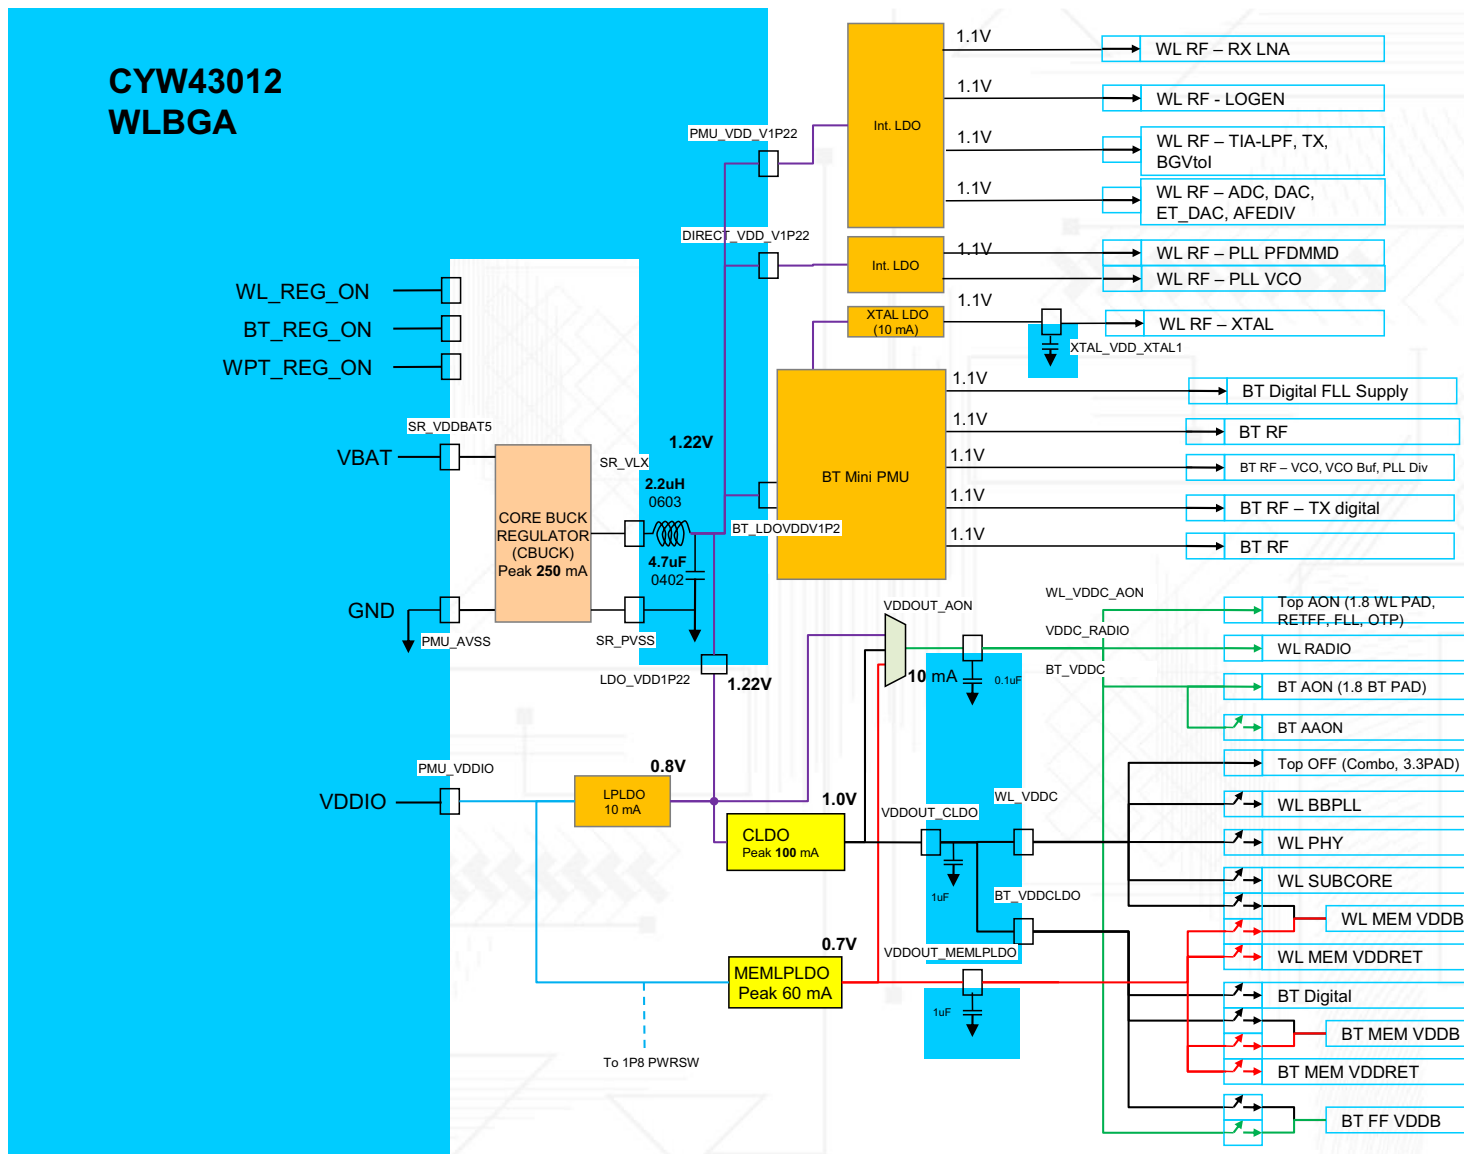 CYW43012
WLBGA
WL_REG_ON
BT_REG_ON
WPT_REG_ON
SR_VDDBAT5
VBAT
GND
PMU_AVSS
PMU_VDDIO
VDDIO
CORE BUCK
REGULATOR
(CBUCK)
Peak 250 mA
SR_VLX
2.2uH
0603
4.7uF
0402
SR_PVSS
1.22V
LDO_VDD1P22
1.22V
PMU_VDD_V1P22
DIRECT_VDD_V1P22
BT_LDOVDDV1P2
Int. LDO
1.1V
WL RF – RX LNA
1.1V
WL RF - LOGEN
1.1V
WL RF – TIA-LPF, TX,
BGVtol
1.1V
WL RF – ADC, DAC,
ET_DAC, AFEDIV
Int. LDO
1.1V
WL RF – PLL PFDMMD
WL RF – PLL VCO
XTAL LDO
(10 mA)
1.1V
WL RF – XTAL
XTAL_VDD_XTAL1
BT Mini PMU
1.1V
BT Digital FLL Supply
1.1V
BT RF
1.1V
BT RF – VCO, VCO Buf, PLL Div
1.1V
BT RF – TX digital
1.1V
BT RF
VDDOUT_AON
10 mA
0.1uF
WL_VDDC_AON
VDDC_RADIO
BT_VDDC
Top AON (1.8 WL PAD,
RETFF, FLL, OTP)
WL RADIO
BT AON (1.8 BT PAD)
BT AAON
0.8V
LPLDO
10 mA
1.0V
CLDO
Peak 100 mA
VDDOUT_CLDO
1uF
WL_VDDC
BT_VDDCLDO
Top OFF (Combo, 3.3PAD)
WL BBPLL
WL PHY
WL SUBCORE
WL MEM VDDB
WL MEM VDDRET
0.7V
MEMLPLDO
Peak 60 mA
VDDOUT_MEMLPLDO
1uF
To 1P8 PWRSW
BT Digital
BT MEM VDDB
BT MEM VDDRET
BT FF VDDB